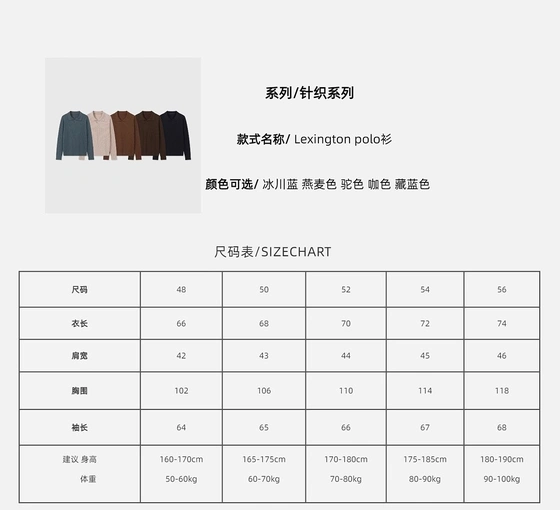 系列/针织系列
款式名称/ Lexington polo衫
颜色可选/ 冰川蓝 燕麦色 驼色 咖色 藏蓝色
尺码表/SIZECHART
尺码 48 50 52 54 56
衣长 66 68 70 72 74
肩宽 42 43 44 45 46
胸围 102 106 110 114 118
袖长 64 65 66 67 68
建议 身高 160-170cm 165-175cm 170-180cm 175-185cm 180-190cm
体重 50-60kg 60-70kg 70-80kg 80-90kg 90-100kg